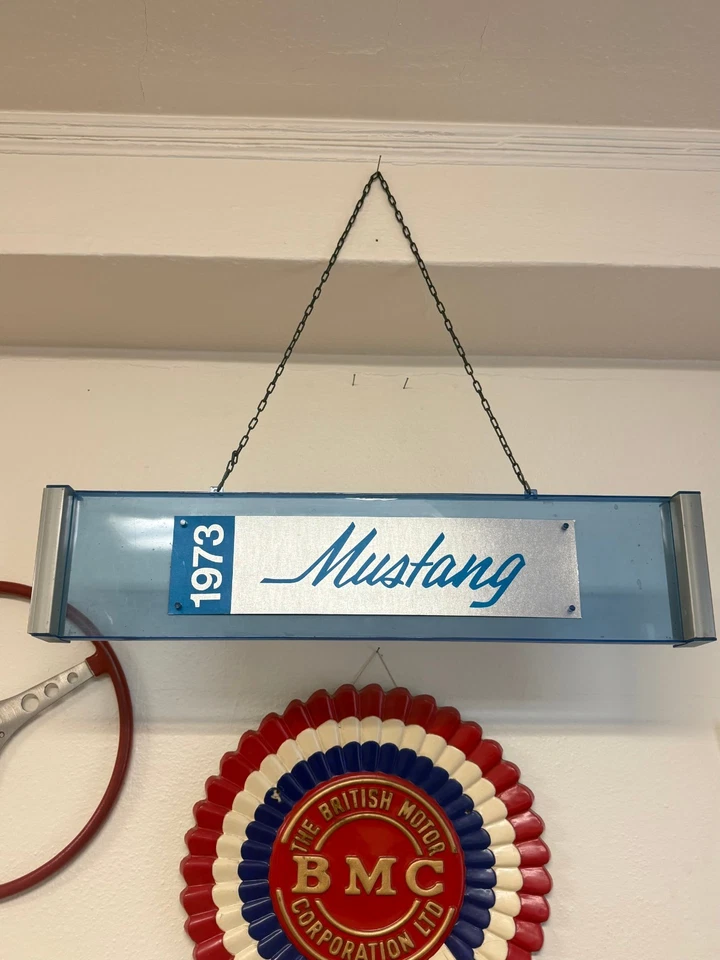 1973
Mustang
THE BRITISH MOTOR
BMC
CORPORATION LTD